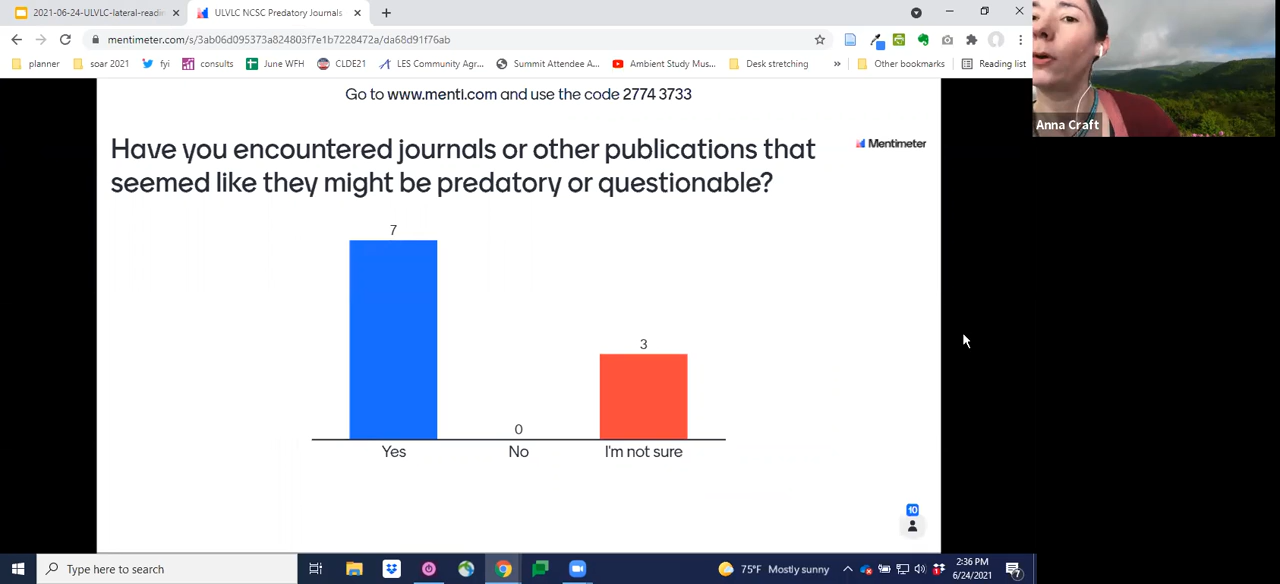 2021-06-24-ULVLC-lateral-readin
ULVLC NCSC Predatory Journals
mentimeter.com/s/3ab06d095373a824803f7e1b7228472a/da68d91f76ab
planner
soar 2021
fyi
consults
June WFH
CLDE21
LES Community Agr...
Summit Attendee A...
Ambient Study Mus...
Desk stretching
»
Other bookmarks
Reading list
Anna Craft
Go to www.menti.com and use the code 2774 3733
Have you encountered journals or other publications that
seemed like they might be predatory or questionable?
Mentimeter
7
0
3
Yes
No
I'm not sure
10
Type here to search
75°F Mostly sunny
2:36 PM
6/24/2021
7